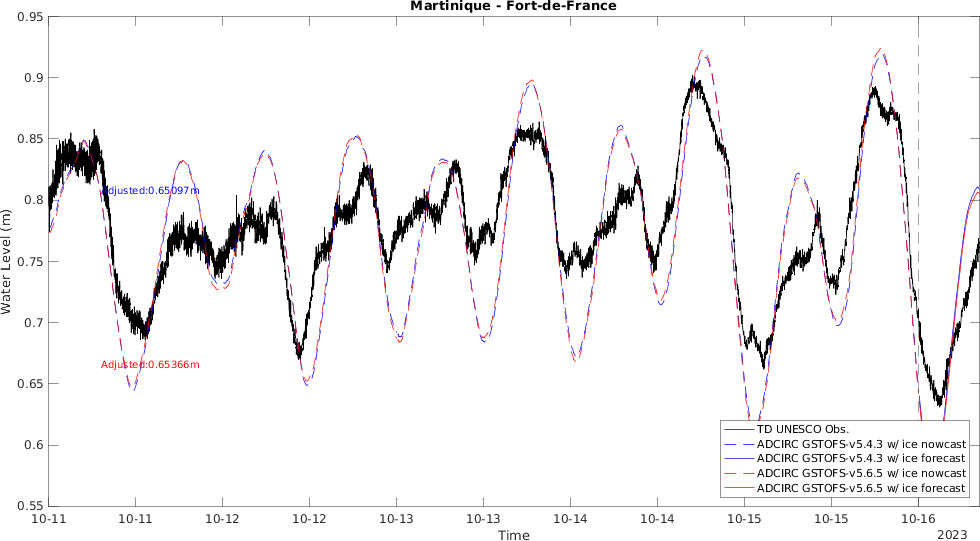 Martinique - Fort-de-France
0.95
0.9
0.85
0.8
0.75
0.7
0.65
0.6
0.55
Water Level (m)
Adjusted:0.65097m
Adjusted:0.65366m
TD UNESCO Obs.
ADCIRC GSTOFS-v5.4.3 w/ ice nowcast
ADCIRC GSTOFS-v5.4.3 w/ ice forecast
ADCIRC GSTOFS-v5.6.5 w/ ice nowcast
ADCIRC GSTOFS-v5.6.5 w/ ice forecast
10-11 10-11 10-12 10-12 10-13 10-13 10-14 10-14 10-15 10-15 10-16
Time
2023